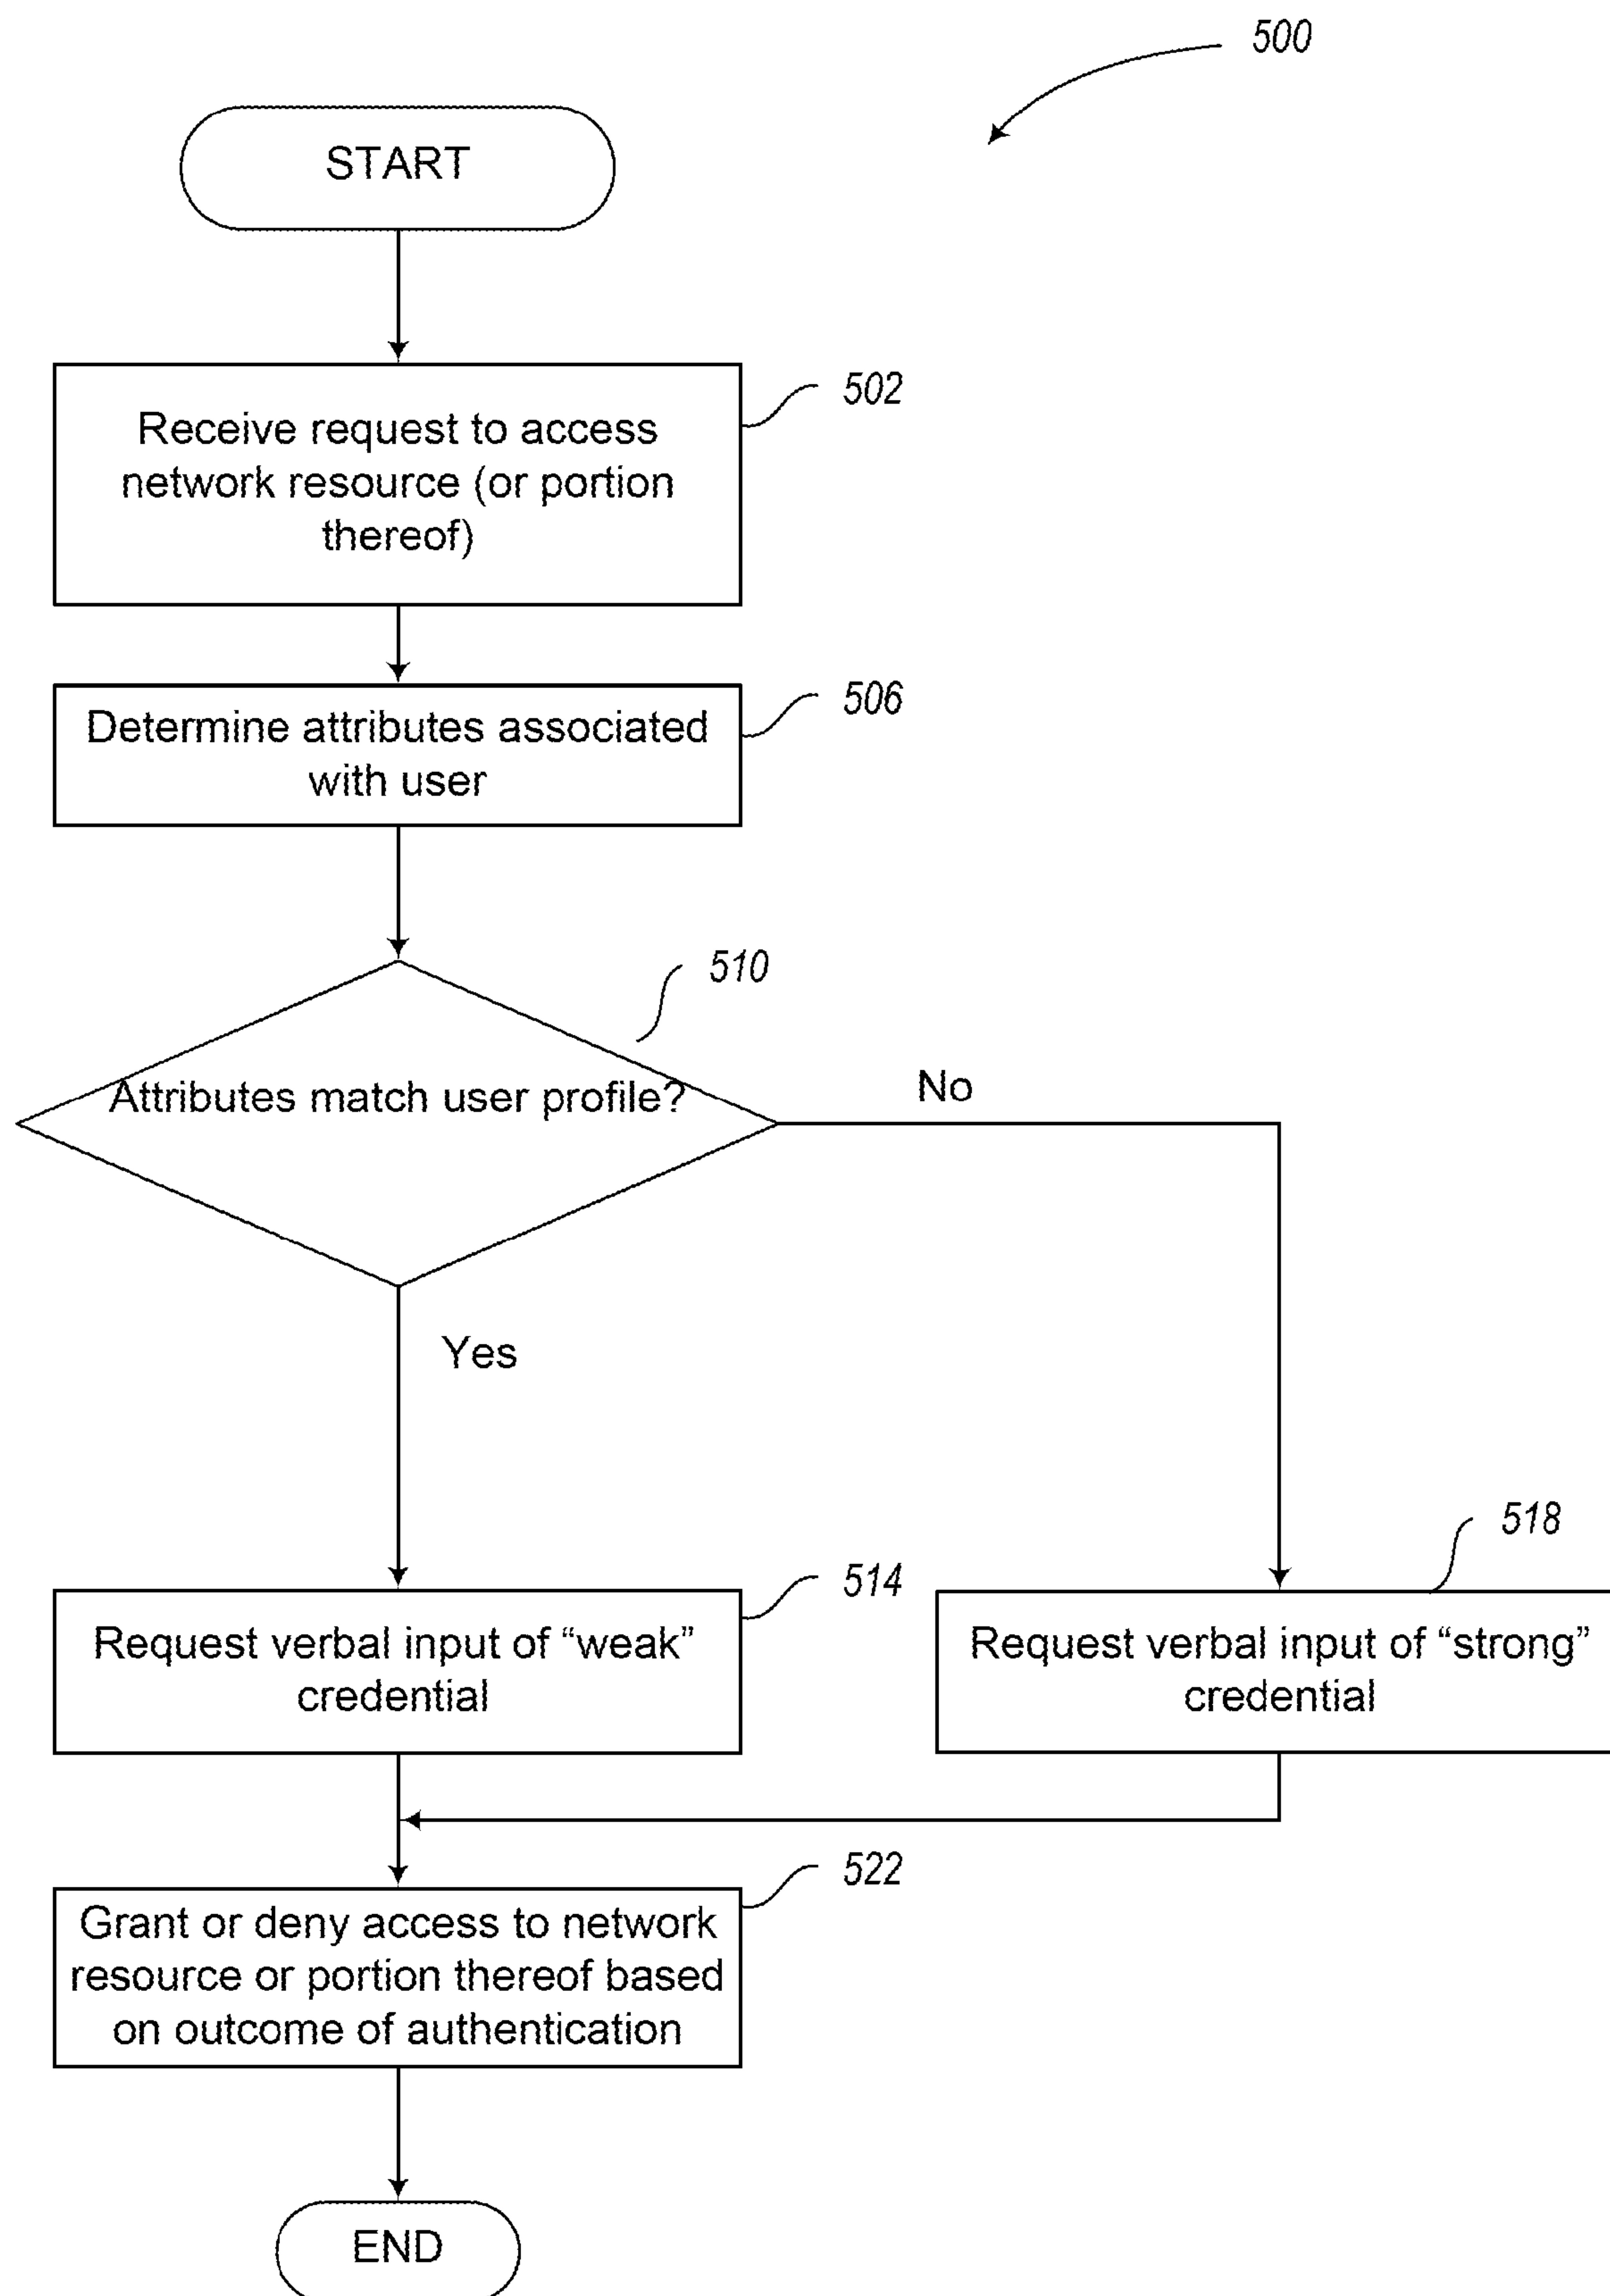 500
START
502
Receive request to access
network resource (or portion
thereof)
506
Determine attributes associated
with user
510
Attributes match user profile?
No
Yes
514
Request verbal input of “weak”
credential
518
Request verbal input of “strong”
credential
522
Grant or deny access to network
resource or portion thereof based
on outcome of authentication
END